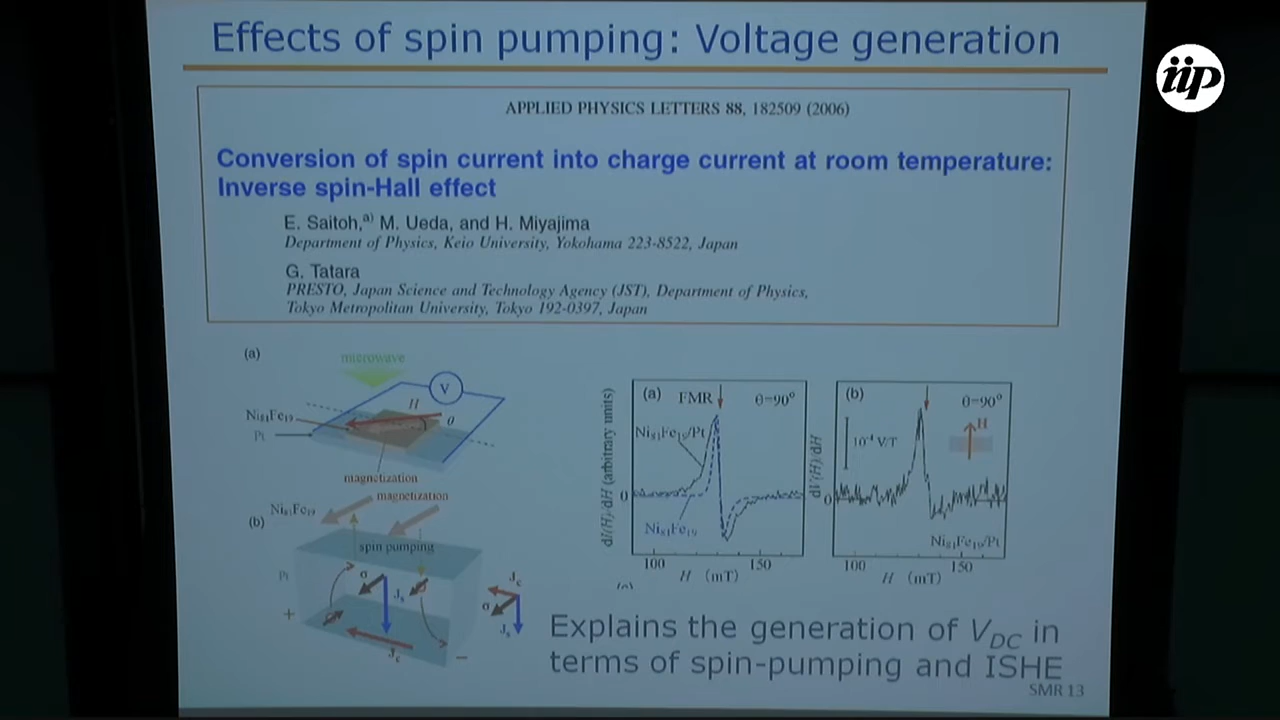 Effects of spin pumping: Voltage generation
iip
APPLIED PHYSICS LETTERS 88, 182509 (2006)
Conversion of spin current into charge current at room temperature:
Inverse spin-Hall effect
E. Saitoh,a) M. Ueda, and H. Miyajima
Department of Physics, Keio University, Yokohama 223-8522, Japan
G. Tatara
PRESTO, Japan Science and Technology Agency (JST), Department of Physics,
Tokyo Metropolitan University, Tokyo 192-0397, Japan
(a)
microwave
V
H
θ
Ni81Fe19
Pt
magnetization
magnetization
(b)
Ni81Fe19
spin pumping
Pt
σ
Js
+
Jc
−
Jc
σ
Js
(a)
FMR
θ=90°
Ni81Fe19/Pt
Ni81Fe19
dI(H)/dH (arbitrary units)
0
100
150
H (mT)
(b)
θ=90°
H
10-4 V/T
0
Ni81Fe19/Pt
100
150
H (mT)
Explains the generation of VDC in
terms of spin-pumping and ISHE
SMR 13